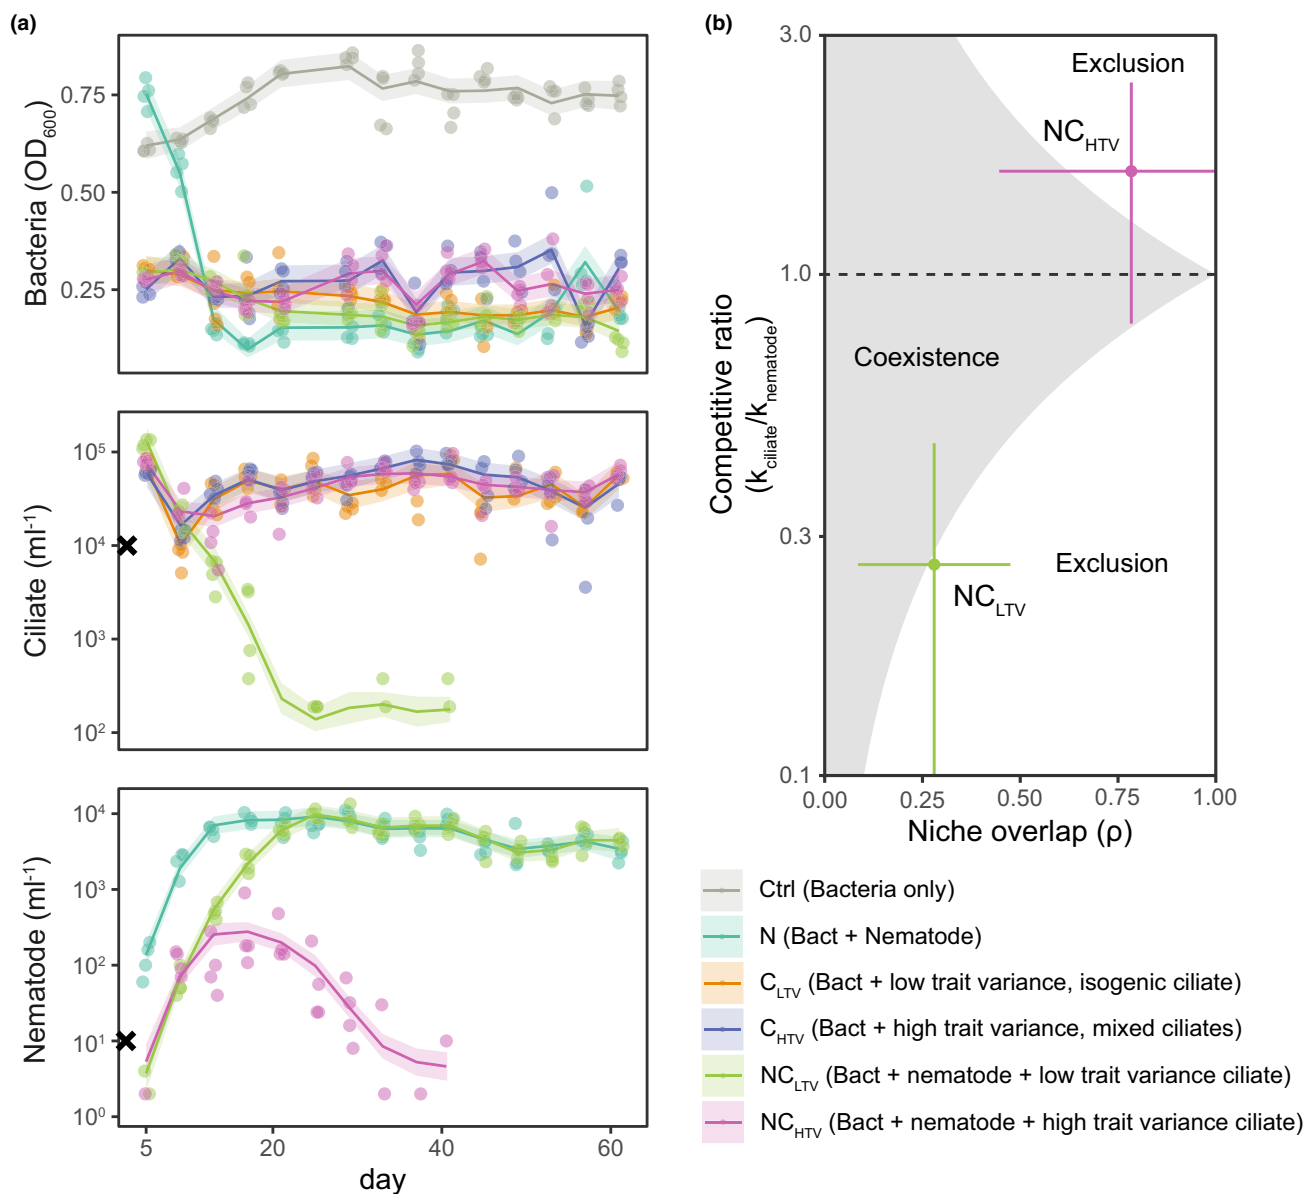 (a)
Bacteria (OD600)
0.75
0.50
0.25
Ciliate (ml-1)
10^5
10^4
10^3
10^2
Nematode (ml-1)
10^4
10^3
10^2
10^1
10^0
5 20 40 60
day
(b)
Competitive ratio
(kciliate/knematode)
3.0
1.0
0.3
0.1
Exclusion
NCHTV
Coexistence
Exclusion
NCLTV
0.00 0.25 0.50 0.75 1.00
Niche overlap (ρ)
Ctrl (Bacteria only)
N (Bact + Nematode)
CLTV (Bact + low trait variance, isogenic ciliate)
CHTV (Bact + high trait variance, mixed ciliates)
NCLTV (Bact + nematode + low trait variance ciliate)
NCHTV (Bact + nematode + high trait variance ciliate)